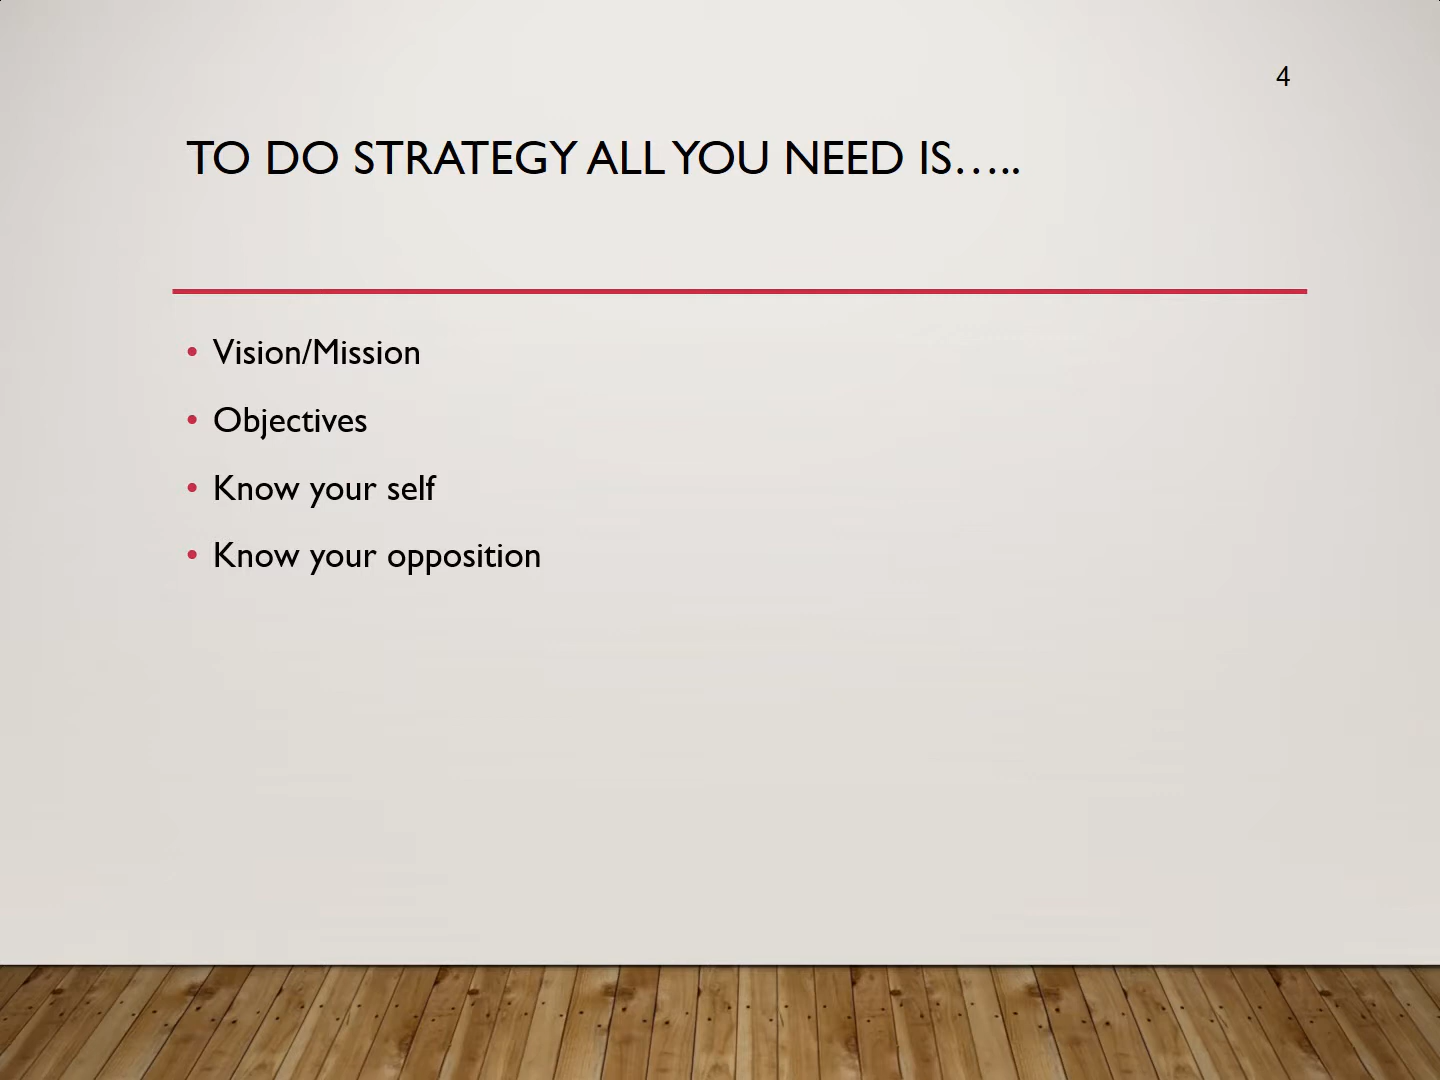 4
TO DO STRATEGY ALL YOU NEED IS…..
• Vision/Mission
• Objectives
• Know your self
• Know your opposition